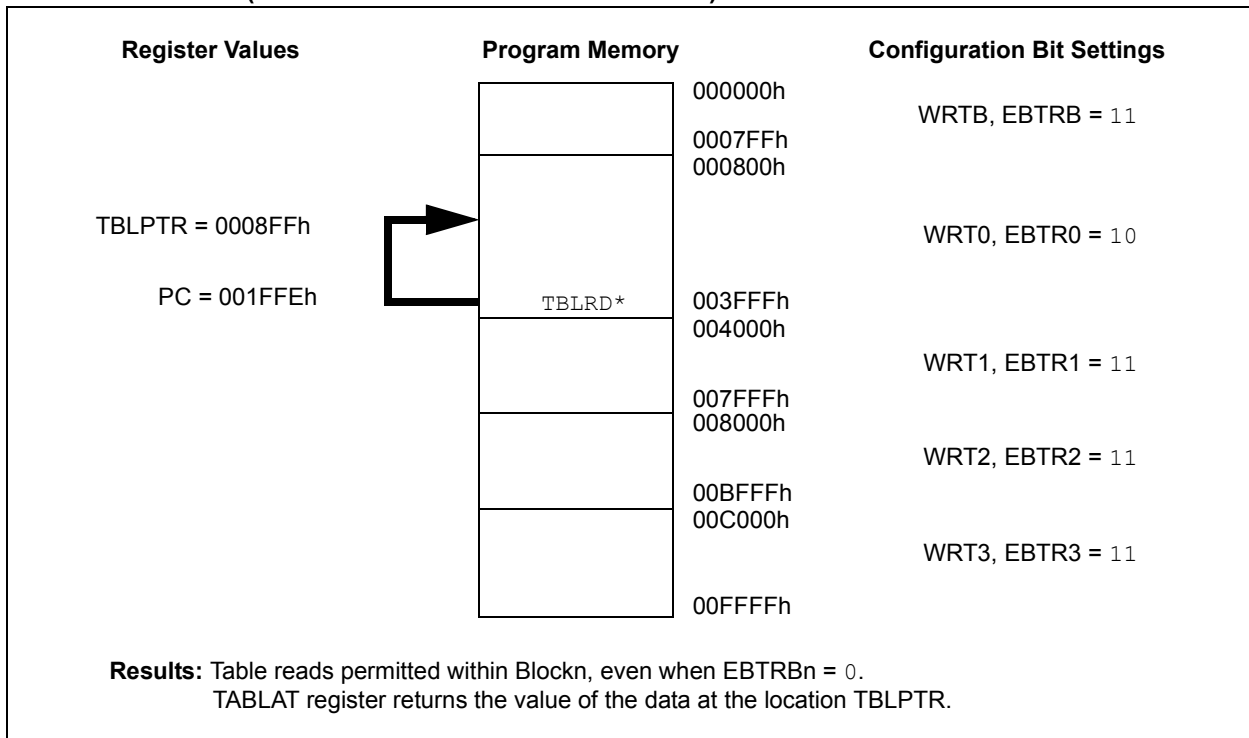 Register Values Program Memory Configuration Bit Settings
000000h
WRTB, EBTRB = 11
0007FFh
000800h
TBLPTR = 0008FFh
WRT0, EBTR0 = 10
PC = 001FFEh
TBLRD*
003FFFh
004000h
WRT1, EBTR1 = 11
007FFFh
008000h
WRT2, EBTR2 = 11
00BFFFh
00C000h
WRT3, EBTR3 = 11
00FFFFh
Results: Table reads permitted within Blockn, even when EBTRBn = 0.
TABLAT register returns the value of the data at the location TBLPTR.